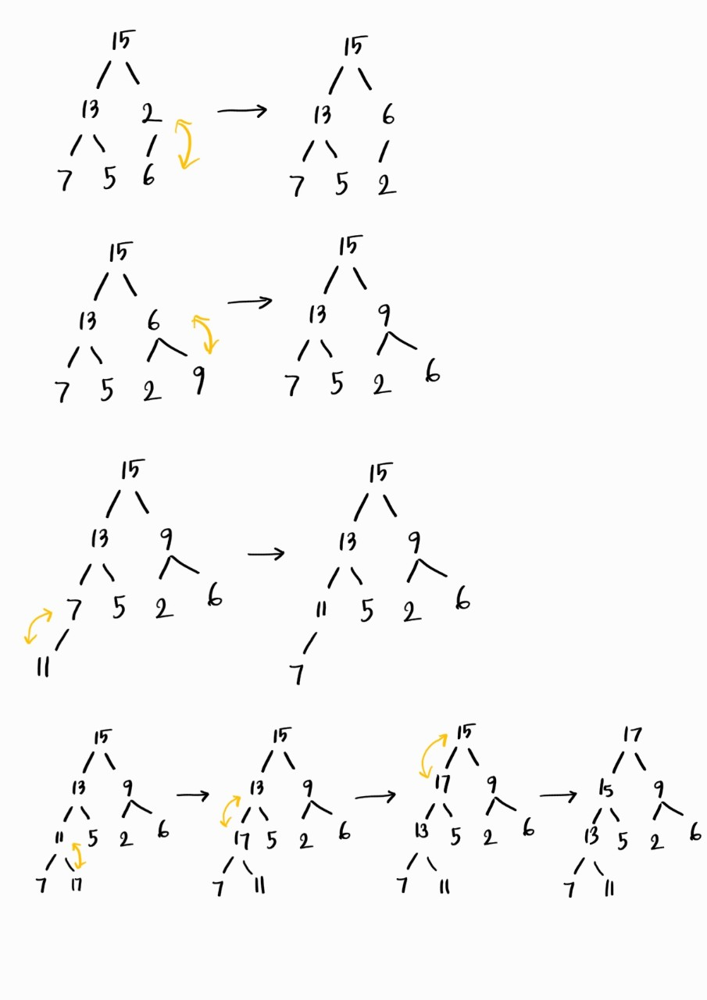 15 15
13 2 13 6
7 5 6 7 5 2
15 15
13 6 13 9
7 5 2 9 7 5 2 6
15 15
13 9 13 9
7 5 2 6 11 5 2 6
11 7
15 15 15 17
13 9 13 9 17 9 15 9
11 5 2 6 17 5 2 6 13 5 2 6 13 5 2 6
7 17 7 11 7 11 7 11